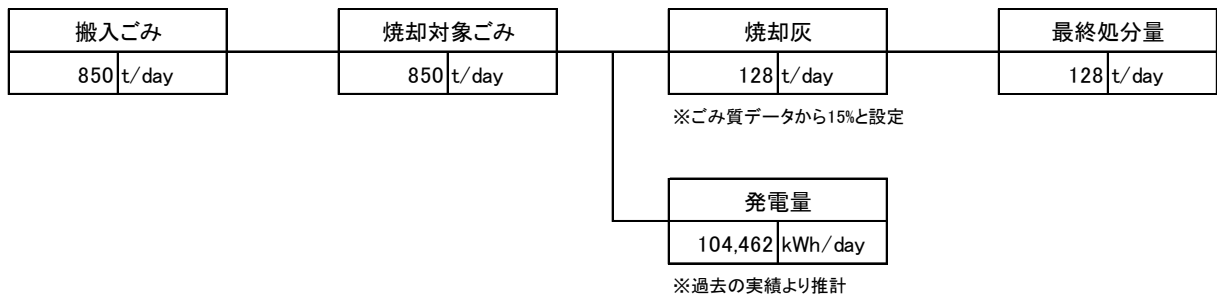 搬入ごみ
850 t/day
焼却対象ごみ
850 t/day
焼却灰
128 t/day
※ごみ質データから15%と設定
最終処分量
128 t/day
発電量
104,462 kWh/day
※過去の実績より推計